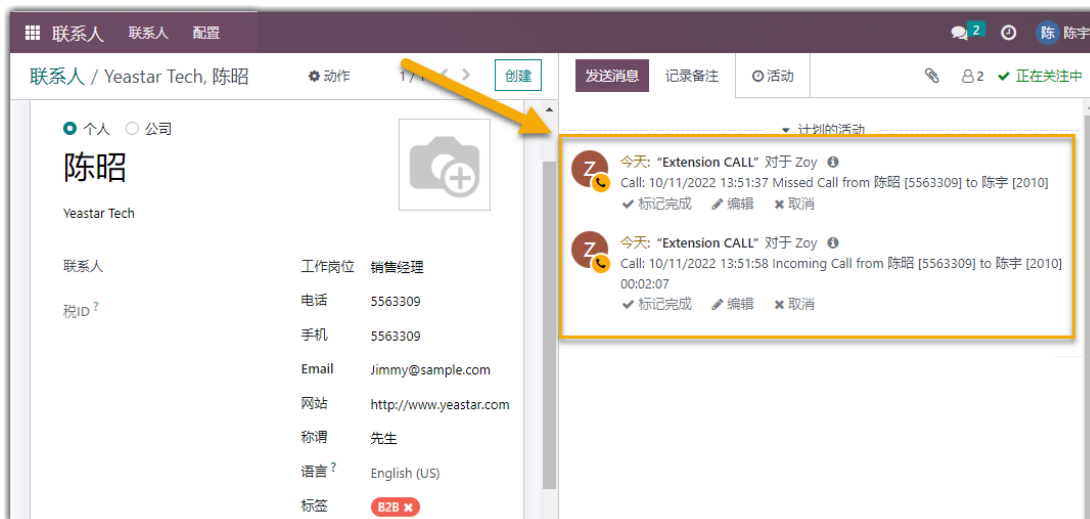 联系人 联系人 配置 2 陈 陈宇
联系人 / Yeastar Tech, 陈昭 动作 创建
发送消息 记录备注 活动 2 正在关注中
个人 公司
陈昭
Yeastar Tech
联系人
税ID ?
工作岗位 销售经理
电话 5563309
手机 5563309
Email Jimmy@sample.com
网站 http://www.yeastar.com
称谓 先生
语言 ? English (US)
标签 B2B
计划的活动
Z 今天: "Extension CALL" 对于 Zoy
Call: 10/11/2022 13:51:37 Missed Call from 陈昭 [5563309] to 陈宇 [2010]
标记完成 编辑 取消
Z 今天: "Extension CALL" 对于 Zoy
Call: 10/11/2022 13:51:58 Incoming Call from 陈昭 [5563309] to 陈宇 [2010]
00:02:07
标记完成 编辑 取消